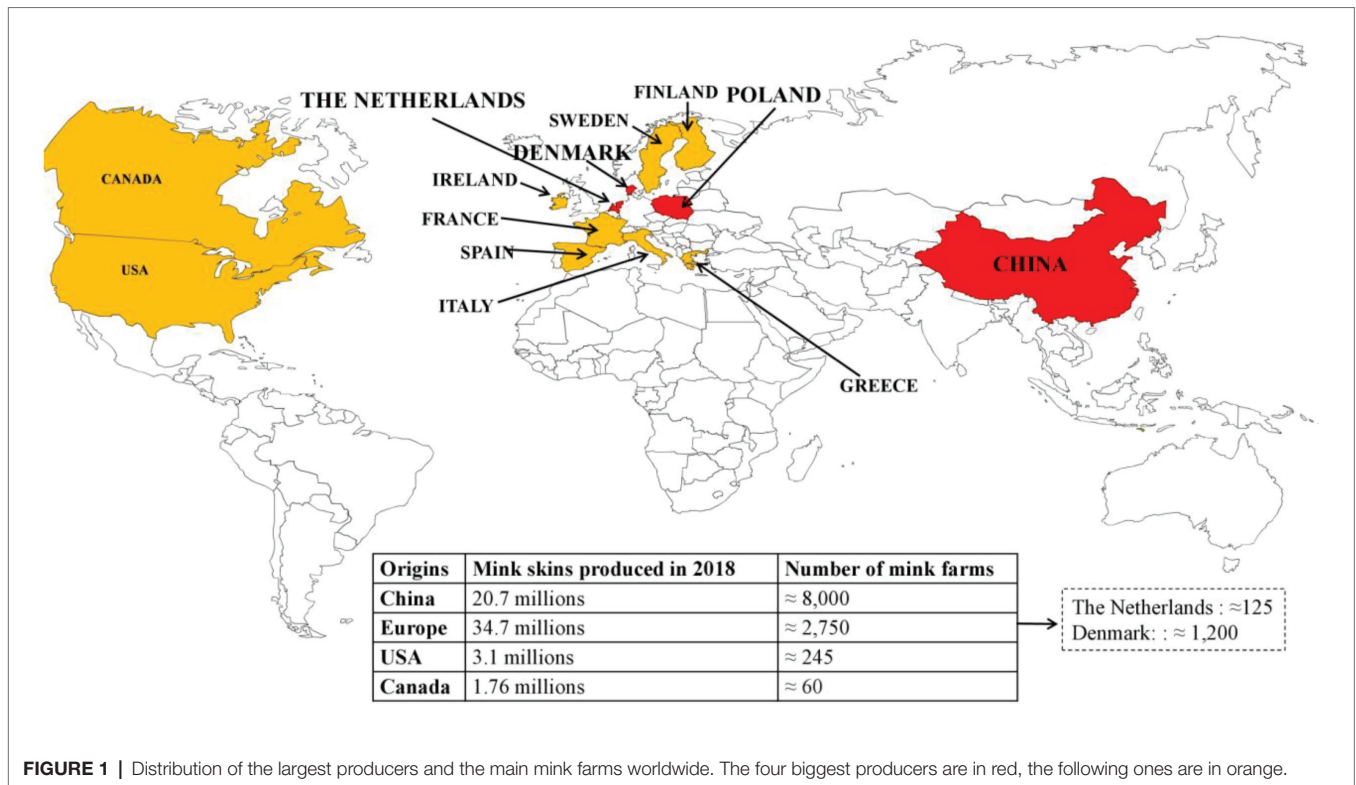 FINLAND
POLAND
THE NETHERLANDS
SWEDEN
DENMARK
CANADA
IRELAND
FRANCE
SPAIN
USA
CHINA
ITALY
GREECE
Origins Mink skins produced in 2018 Number of mink farms
China 20.7 millions ≈ 8,000
Europe 34.7 millions ≈ 2,750
USA 3.1 millions ≈ 245
Canada 1.76 millions ≈ 60
The Netherlands : ≈125
Denmark: : ≈ 1,200
FIGURE 1 | Distribution of the largest producers and the main mink farms worldwide. The four biggest producers are in red, the following ones are in orange.